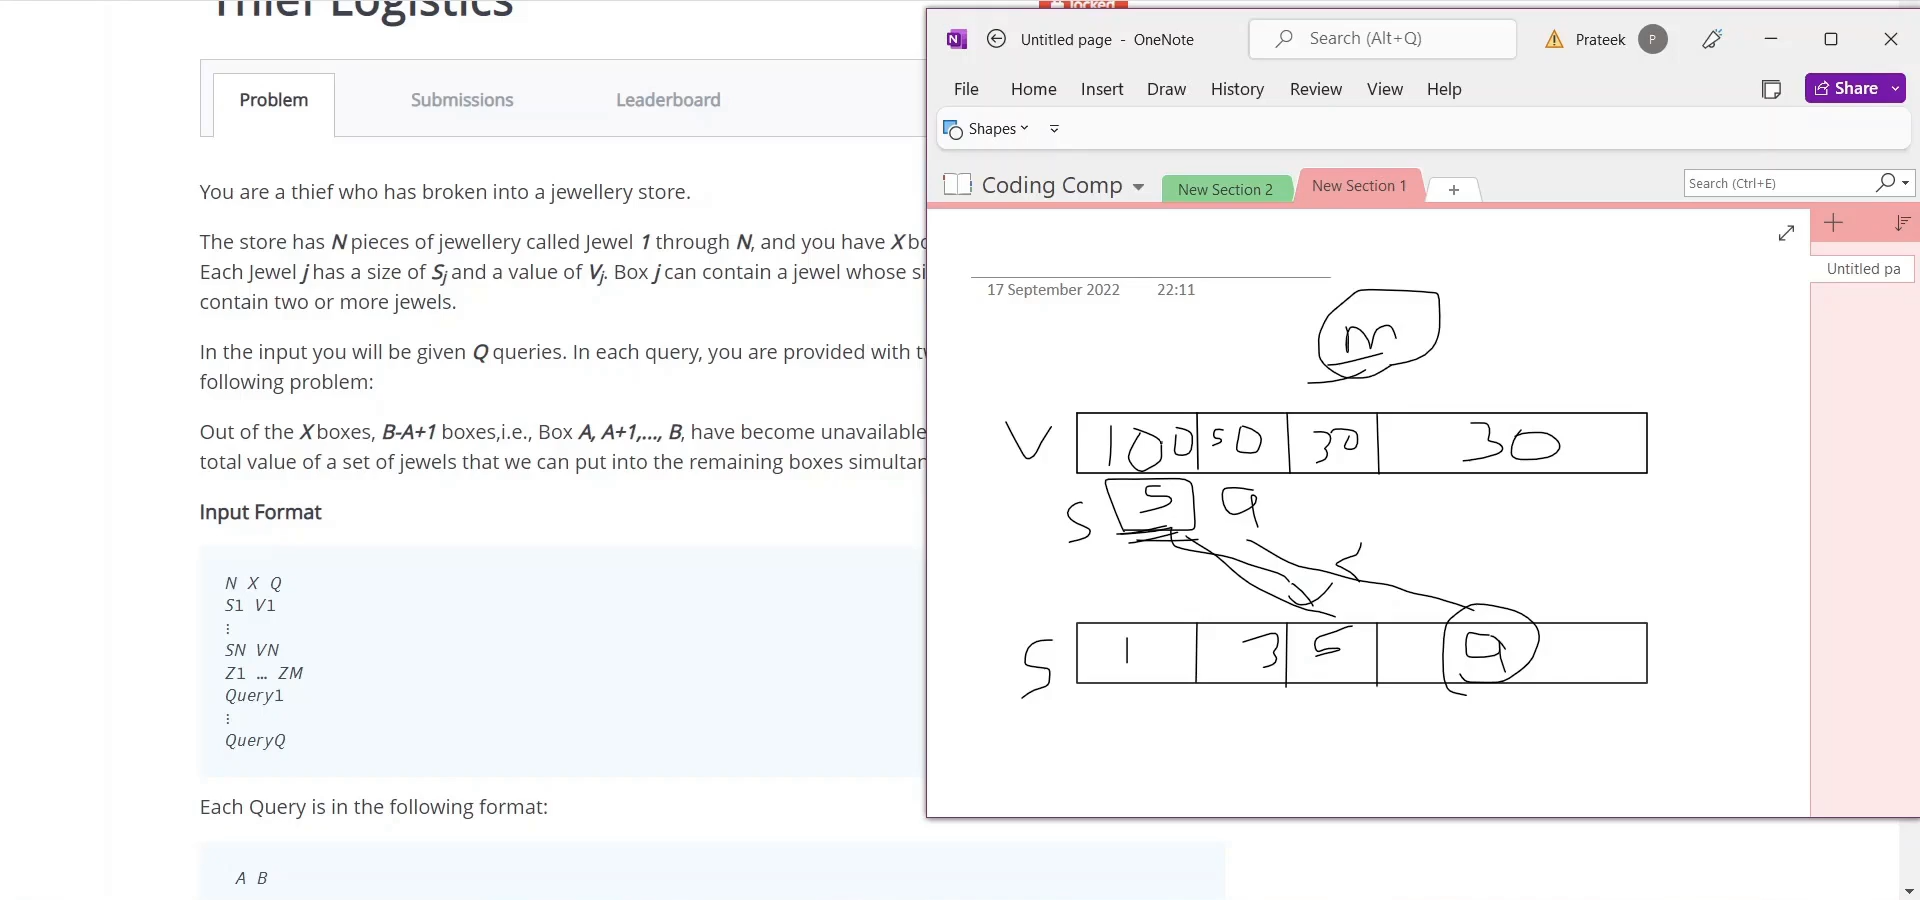 Thief Logistics
locked
Problem
Submissions
Leaderboard
You are a thief who has broken into a jewellery store.
The store has N pieces of jewellery called Jewel 1 through N, and you have X bo
Each Jewel j has a size of Sj and a value of Vj. Box j can contain a jewel whose si
contain two or more jewels.
In the input you will be given Q queries. In each query, you are provided with tw
following problem:
Out of the X boxes, B-A+1 boxes,i.e., Box A, A+1,..., B, have become unavailable
total value of a set of jewels that we can put into the remaining boxes simultan
Input Format
N X Q
S1 V1
⋮
SN VN
Z1 … ZM
Query1
⋮
QueryQ
Each Query is in the following format:
A B
Untitled page - OneNote
Search (Alt+Q)
Prateek
P
File Home Insert Draw History Review View Help
Share
Shapes
Coding Comp
New Section 2
New Section 1
+
Search (Ctrl+E)
Untitled pa
17 September 2022 22:11
m
V 100 50 30 30
S 5 9
S 1 3 5 9